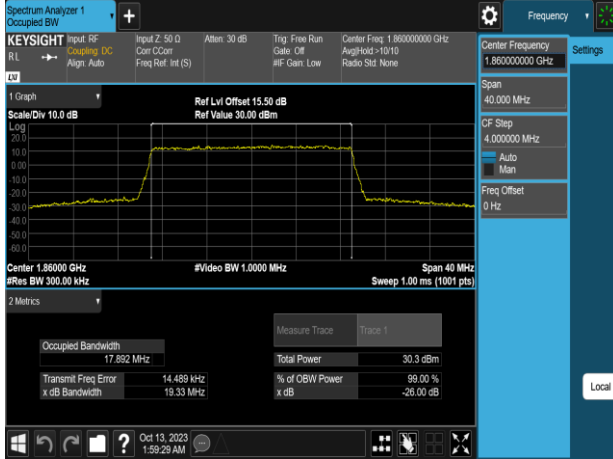 Spectrum Analyzer 1
Occupied BW
Frequency
KEYSIGHT
RL
LXI
Input: RF
Coupling: DC
Align: Auto
Input Z: 50 Ω
Corr CCorr
Freq Ref: Int (S)
Atten: 30 dB
Trig: Free Run
Gate: Off
#IF Gain: Low
Center Freq: 1.860000000 GHz
Avg|Hold:>10/10
Radio Std: None
Center Frequency
1.860000000 GHz
Settings
Span
40.000 MHz
CF Step
4.000000 MHz
Auto
Man
Freq Offset
0 Hz
Local
1 Graph
Scale/Div 10.0 dB
Ref Lvl Offset 15.50 dB
Ref Value 30.00 dBm
Log
20.0
10.0
0.00
-10.0
-20.0
-30.0
-40.0
-50.0
-60.0
Center 1.86000 GHz
#Res BW 300.00 kHz
#Video BW 1.0000 MHz
Span 40 MHz
Sweep 1.00 ms (1001 pts)
2 Metrics
Measure Trace
Trace 1
Occupied Bandwidth
17.892 MHz
Total Power
30.3 dBm
Transmit Freq Error
14.489 kHz
% of OBW Power
99.00 %
x dB Bandwidth
19.33 MHz
x dB
-26.00 dB
?
Oct 13, 2023
1:59:29 AM